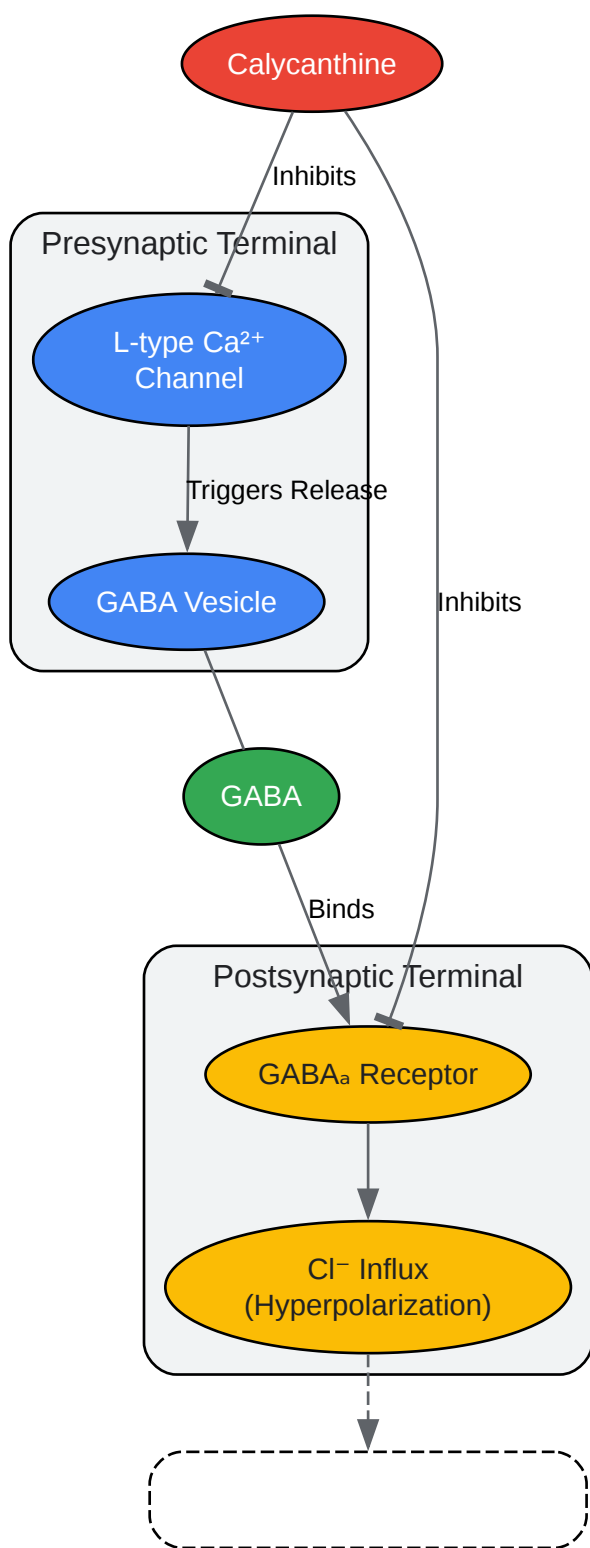 Calycanthine
Inhibits
Presynaptic Terminal
L-type Ca²⁺
Channel
Triggers Release
GABA Vesicle
Inhibits
GABA
Binds
Postsynaptic Terminal
GABAₐ Receptor
Cl⁻ Influx
(Hyperpolarization)